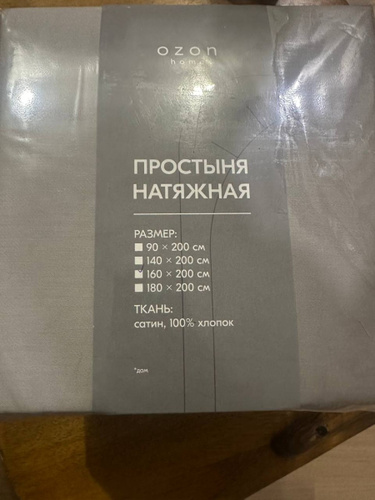 ozon
home
ПРОСТЫНЯ
НАТЯЖНАЯ
РАЗМЕР:
90 × 200 см
140 × 200 см
160 × 200 см
180 × 200 см
ТКАНЬ:
сатин, 100% хлопок
*дом